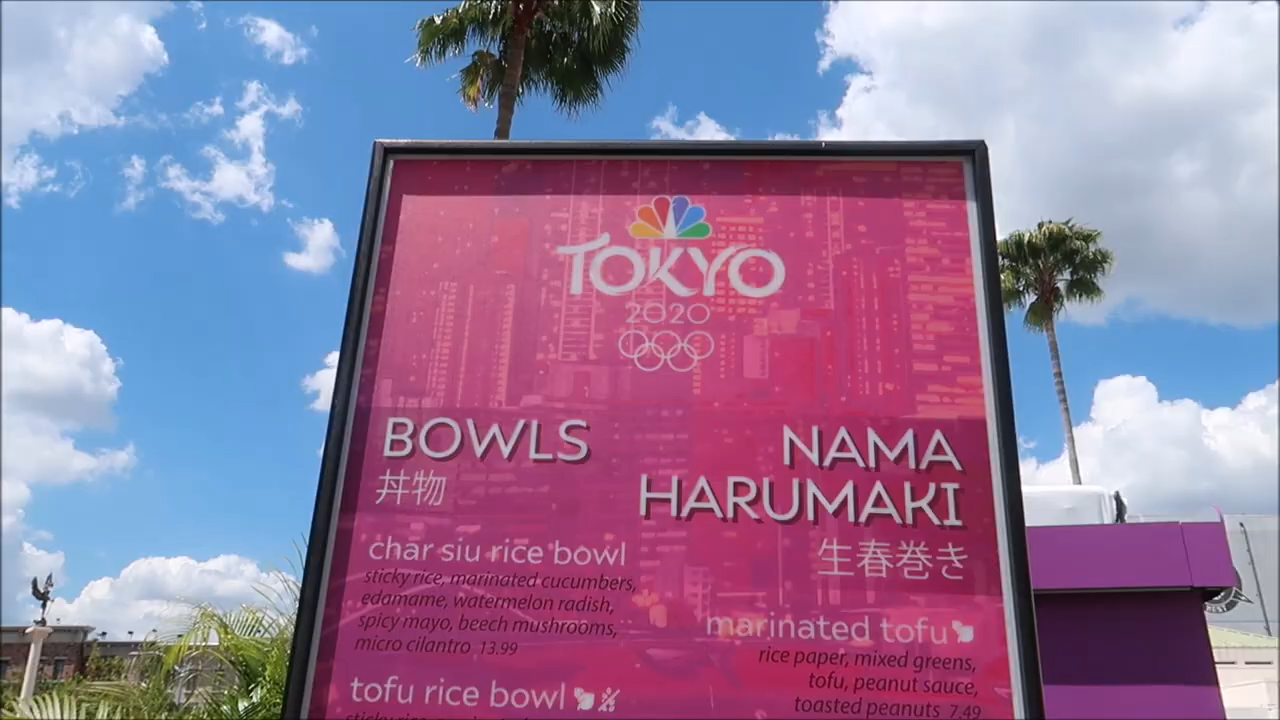 TOKYO
2020
BOWLS
丼物
char siu rice bowl
sticky rice, marinated cucumbers,
edamame, watermelon radish,
spicy mayo, beech mushrooms,
micro cilantro 13.99
tofu rice bowl
NAMA
HARUMAKI
生春巻き
marinated tofu
rice paper, mixed greens,
tofu, peanut sauce,
toasted peanuts 7.49